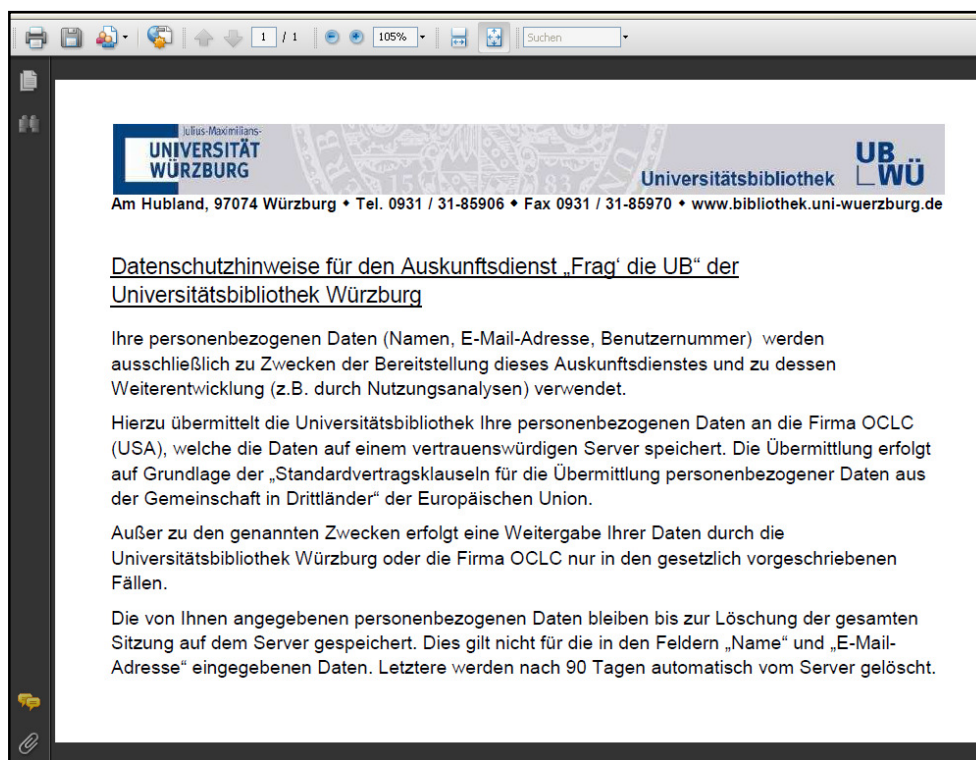 1 / 1 105% Suchen
Julius-Maximilians-
UNIVERSITÄT
WÜRZBURG
Universitätsbibliothek
UB
WÜ
Am Hubland, 97074 Würzburg • Tel. 0931 / 31-85906 • Fax 0931 / 31-85970 • www.bibliothek.uni-wuerzburg.de
Datenschutzhinweise für den Auskunftsdienst „Frag‘ die UB“ der
Universitätsbibliothek Würzburg
Ihre personenbezogenen Daten (Namen, E-Mail-Adresse, Benutzernummer) werden
ausschließlich zu Zwecken der Bereitstellung dieses Auskunftsdienstes und zu dessen
Weiterentwicklung (z.B. durch Nutzungsanalysen) verwendet.
Hierzu übermittelt die Universitätsbibliothek Ihre personenbezogenen Daten an die Firma OCLC
(USA), welche die Daten auf einem vertrauenswürdigen Server speichert. Die Übermittlung erfolgt
auf Grundlage der „Standardvertragsklauseln für die Übermittlung personenbezogener Daten aus
der Gemeinschaft in Drittländer“ der Europäischen Union.
Außer zu den genannten Zwecken erfolgt eine Weitergabe Ihrer Daten durch die
Universitätsbibliothek Würzburg oder die Firma OCLC nur in den gesetzlich vorgeschriebenen
Fällen.
Die von Ihnen angegebenen personenbezogenen Daten bleiben bis zur Löschung der gesamten
Sitzung auf dem Server gespeichert. Dies gilt nicht für die in den Feldern „Name“ und „E-Mail-
Adresse“ eingegebenen Daten. Letztere werden nach 90 Tagen automatisch vom Server gelöscht.